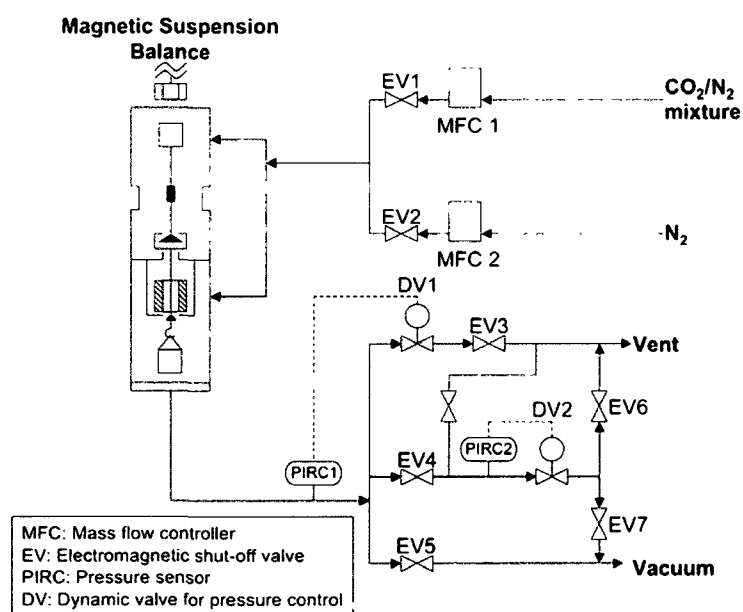 Magnetic Suspension
Balance
EV1
MFC 1
CO₂/N₂
mixture
EV2
MFC 2
N₂
DV1
EV3
Vent
DV2
EV6
PIRC1
EV4
PIRC2
EV7
EV5
Vacuum
MFC: Mass flow controller
EV: Electromagnetic shut-off valve
PIRC: Pressure sensor
DV: Dynamic valve for pressure control